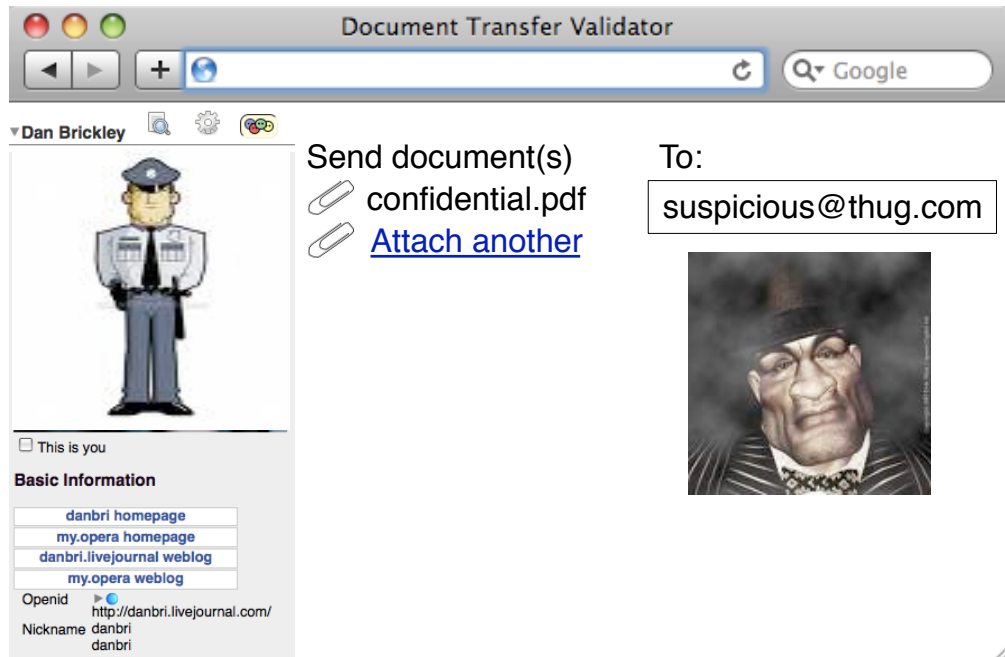 Document Transfer Validator
Google
Dan Brickley
Send document(s)
confidential.pdf
Attach another
To:
suspicious@thug.com
This is you
Basic Information
danbri homepage
my.opera homepage
danbri.livejournal weblog
my.opera weblog
Openid
http://danbri.livejournal.com/
Nickname danbri
danbri